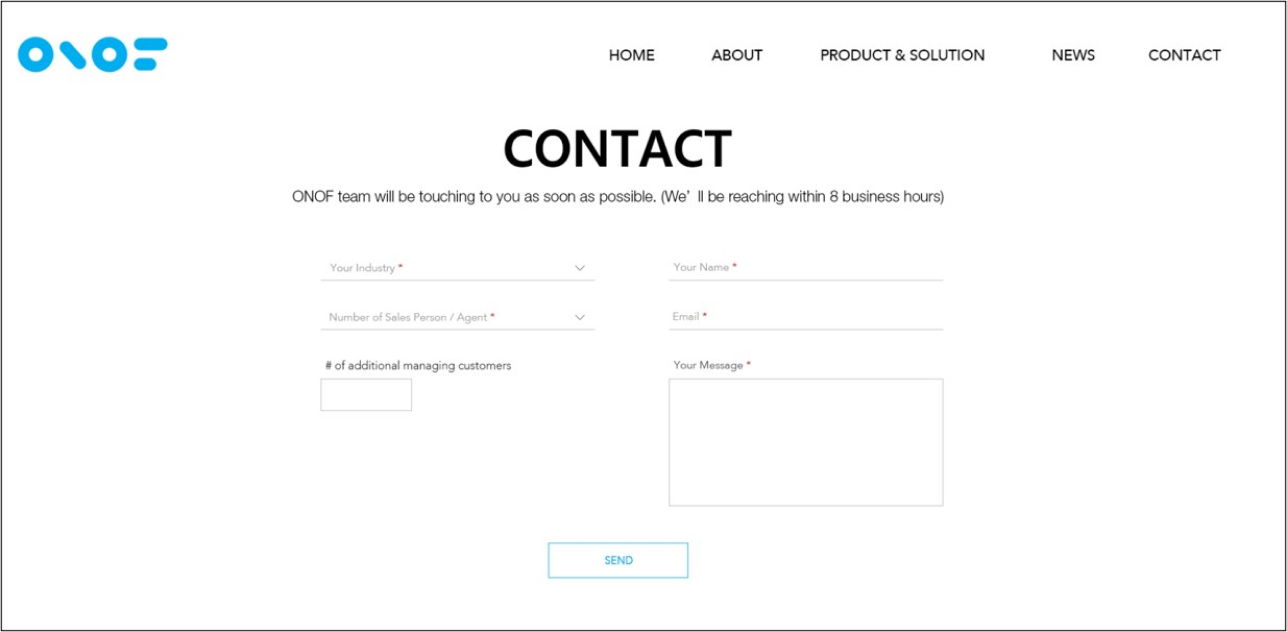 ONOF
HOME ABOUT PRODUCT & SOLUTION NEWS CONTACT
CONTACT
ONOF team will be touching to you as soon as possible. (We’ ll be reaching within 8 business hours)
Your Industry *
Your Name *
Number of Sales Person / Agent *
Email *
# of additional managing customers
Your Message *
SEND